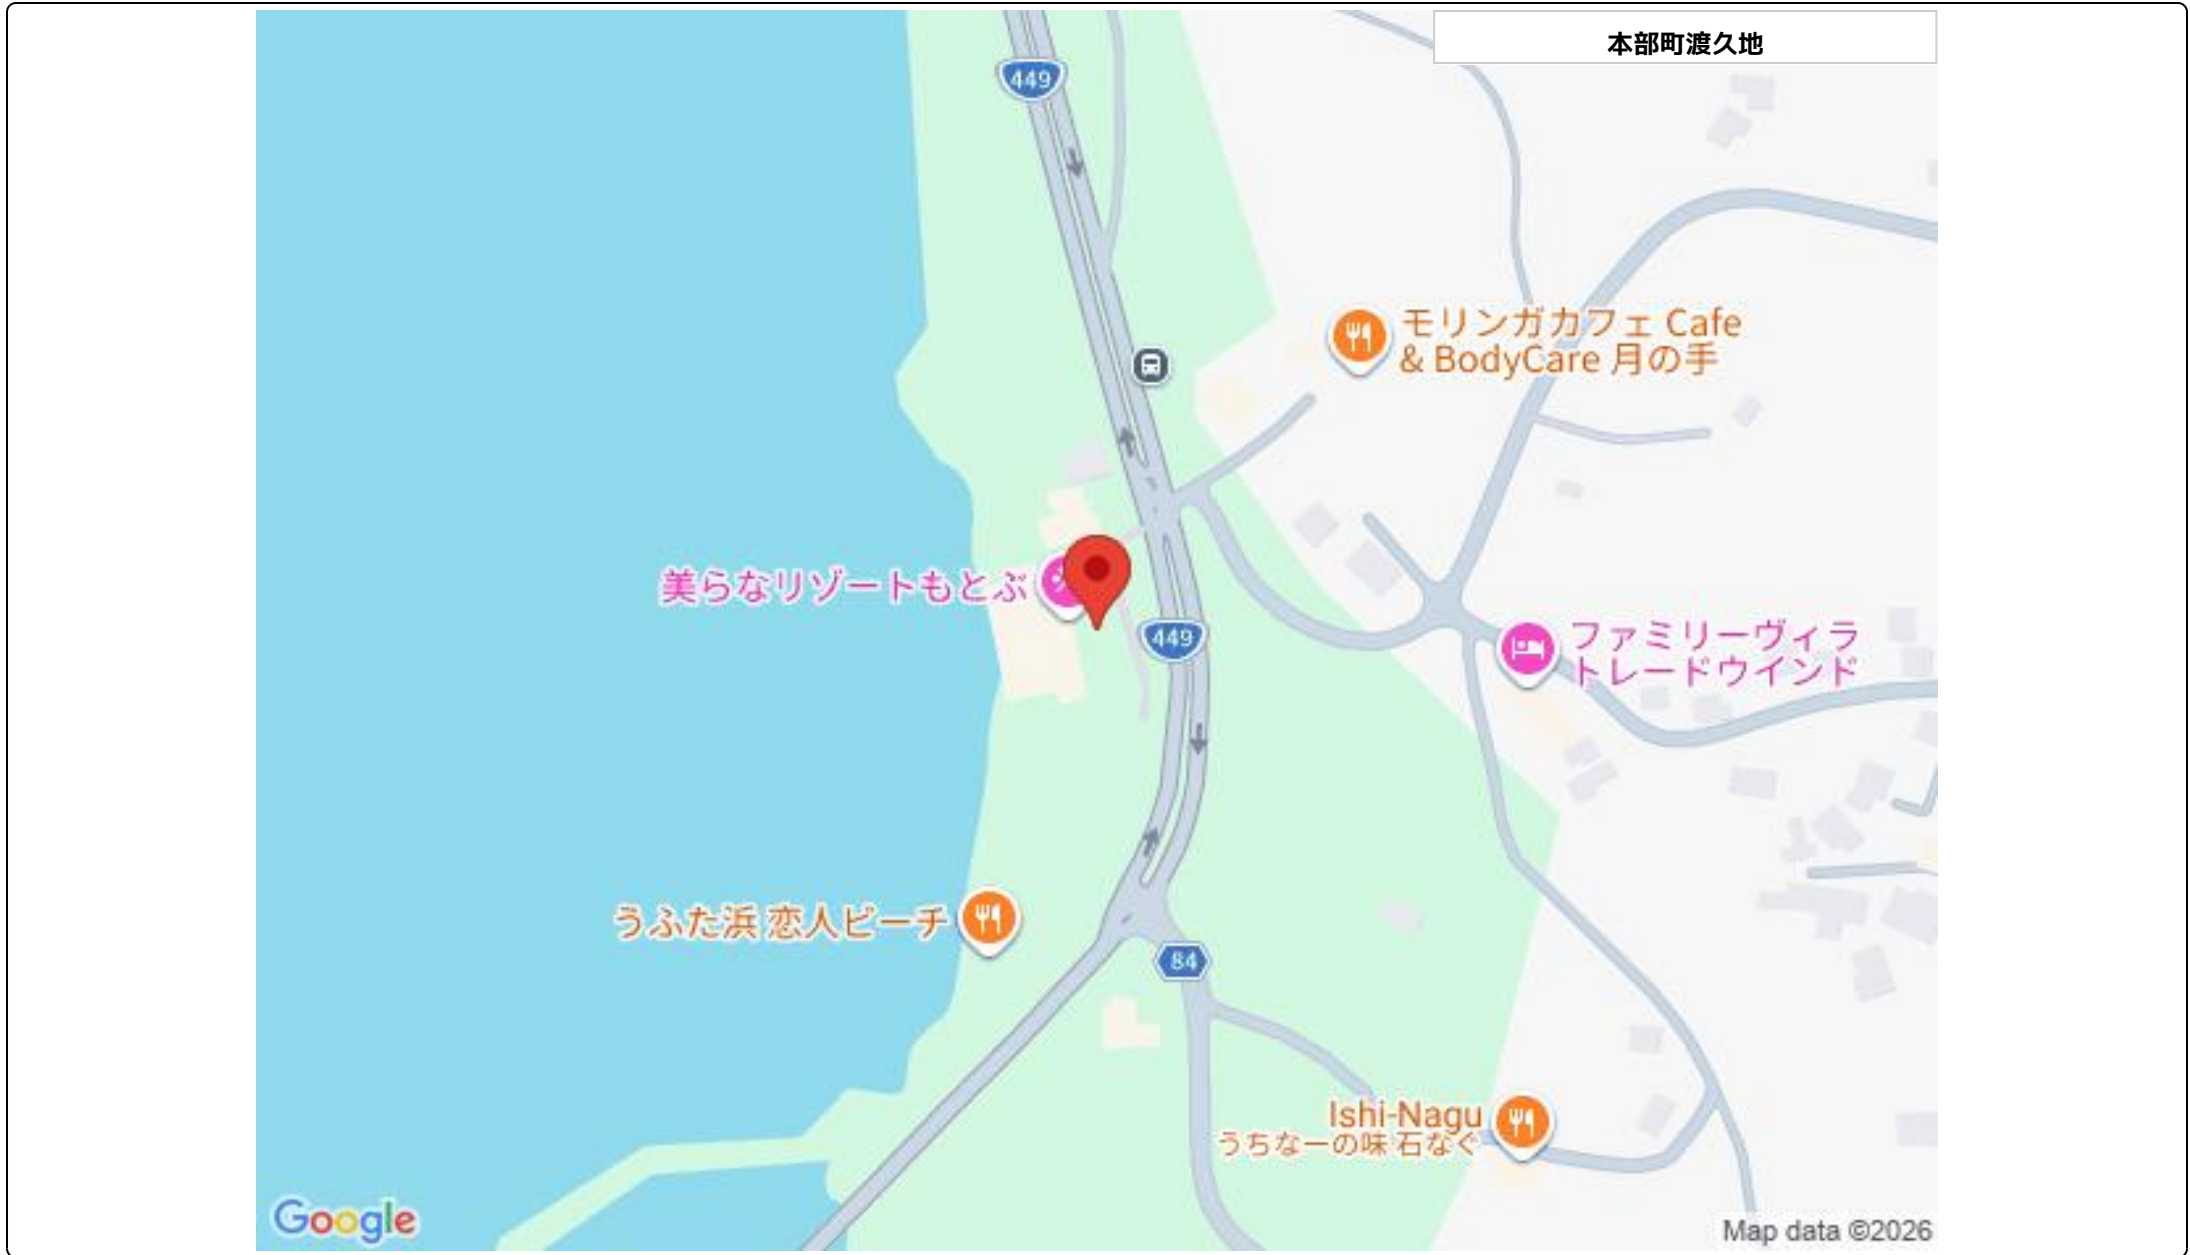 本部町渡久地
449
モリンガカフェ Cafe
& BodyCare 月の手
美らなリゾートもとぶ
449
ファミリーヴィラ
トレードウインド
うふた浜 恋人ビーチ
84
Ishi-Nagu
うちなーの味 石なぐ
Google
Map data ©2026